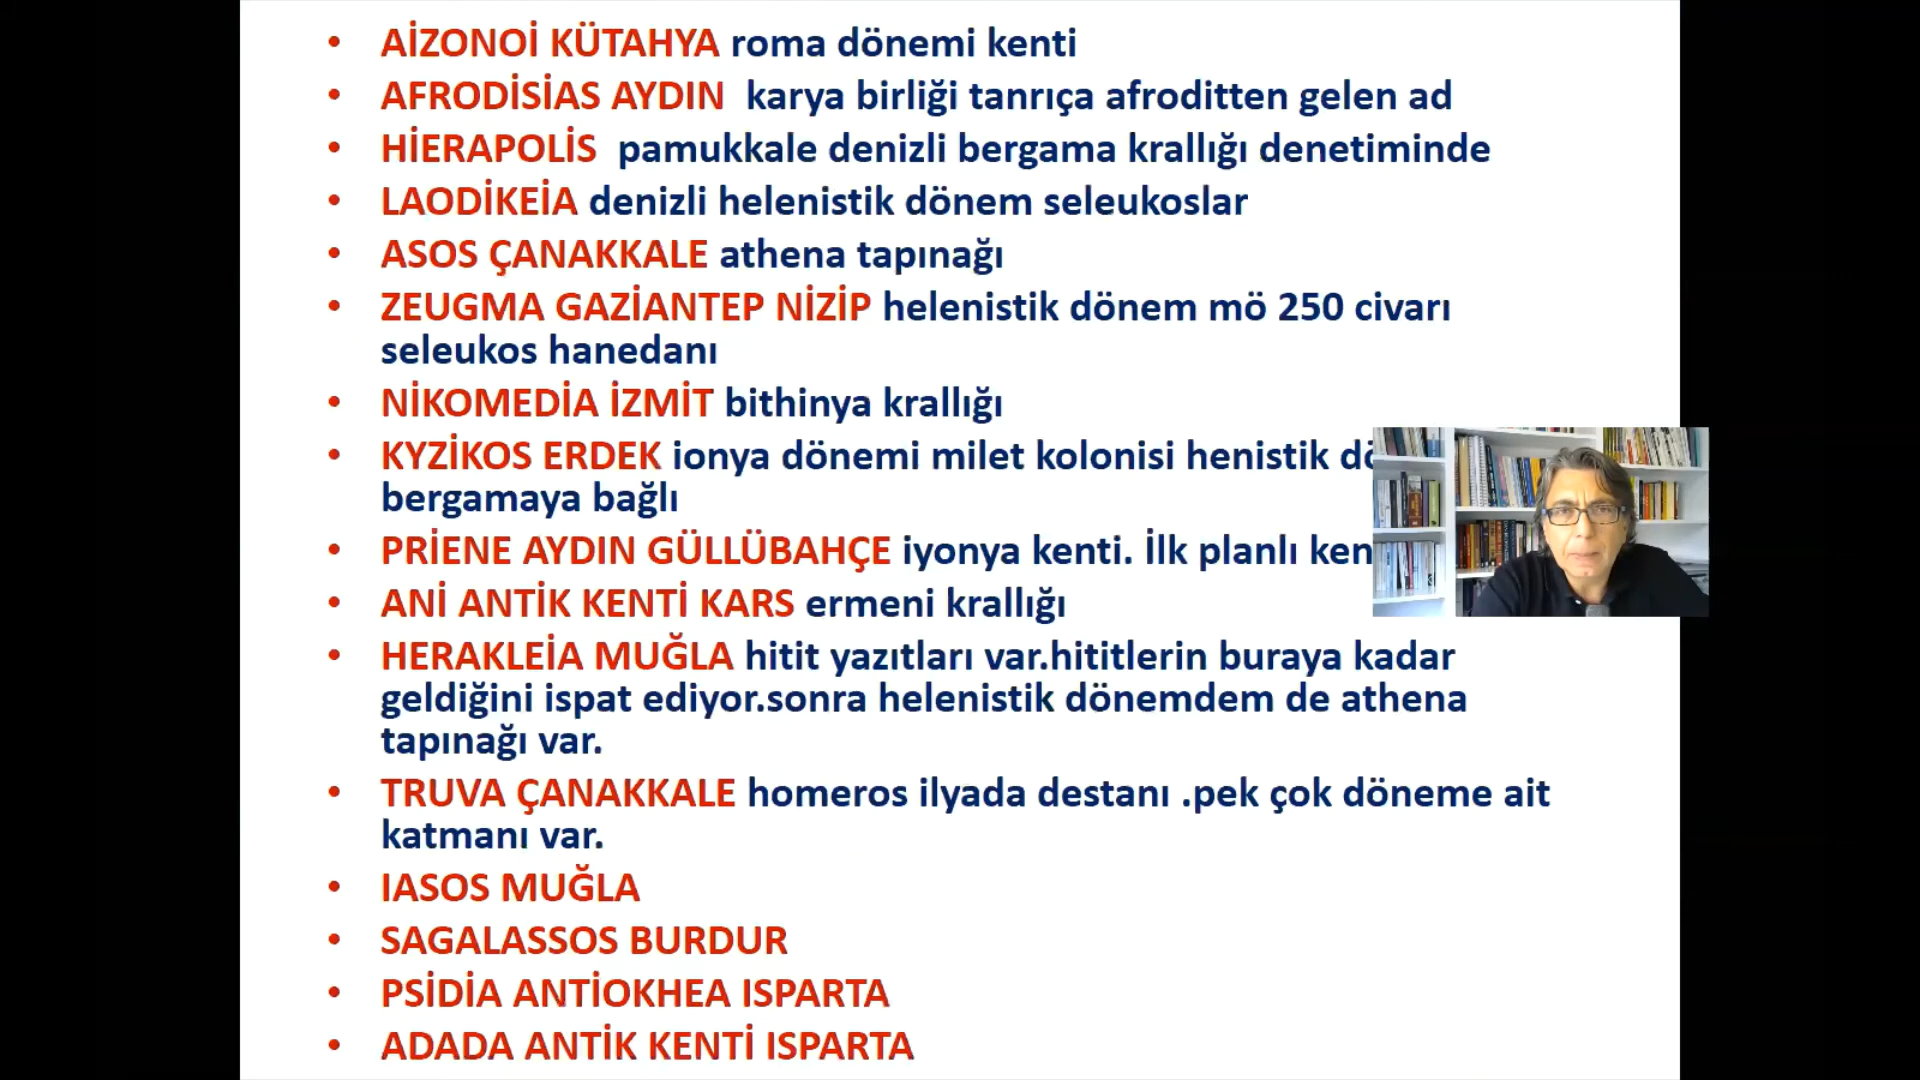 • AİZONOİ KÜTAHYA roma dönemi kenti
• AFRODİSİAS AYDIN karya birliği tanrıça afroditten gelen ad
• HİERAPOLİS pamukkale denizli bergama krallığı denetiminde
• LAODİKEİA denizli helenistik dönem seleukoslar
• ASOS ÇANAKKALE athena tapınağı
• ZEUGMA GAZİANTEP NİZİP helenistik dönem mö 250 civarı
seleukos hanedanı
• NİKOMEDİA İZMİT bithinya krallığı
• KYZİKOS ERDEK ionya dönemi milet kolonisi henistik
bergamaya bağlı
• PRİENE AYDIN GÜLLÜBAHÇE iyonya kenti. İlk planlı
• ANİ ANTİK KENTİ KARS ermeni krallığı
• HERAKLEİA MUĞLA hitit yazıtları var.hititlerin buraya kadar
geldiğini ispat ediyor.sonra helenistik dönemdem de athena
tapınağı var.
• TRUVA ÇANAKKALE homeros ilyada destanı .pek çok döneme ait
katmanı var.
• IASOS MUĞLA
• SAGALASSOS BURDUR
• PSİDİA ANTİOKHEA ISPARTA
• ADADA ANTİK KENTİ ISPARTA